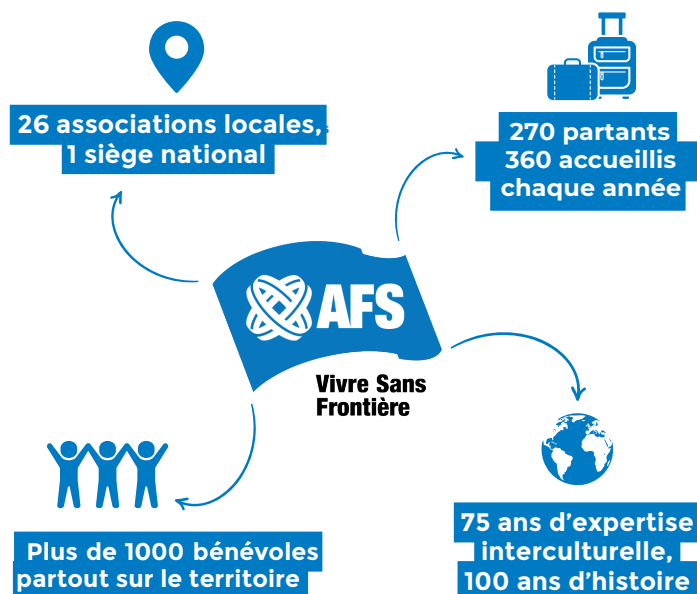 26 associations locales,
1 siège national
270 partants
360 accueillis
chaque année
AFS
Vivre Sans
Frontière
Plus de 1000 bénévoles
partout sur le territoire
75 ans d'expertise
interculturelle,
100 ans d'histoire